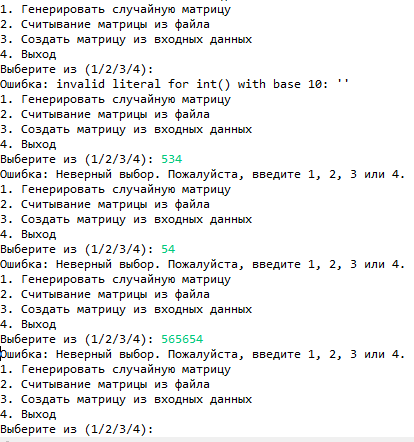 1. Генерировать случайную матрицу
2. Считывание матрицы из файла
3. Создать матрицу из входных данных
4. Выход
Выберите из (1/2/3/4):
Ошибка: invalid literal for int() with base 10: ''
1. Генерировать случайную матрицу
2. Считывание матрицы из файла
3. Создать матрицу из входных данных
4. Выход
Выберите из (1/2/3/4): 534
Ошибка: Неверный выбор. Пожалуйста, введите 1, 2, 3 или 4.
1. Генерировать случайную матрицу
2. Считывание матрицы из файла
3. Создать матрицу из входных данных
4. Выход
Выберите из (1/2/3/4): 54
Ошибка: Неверный выбор. Пожалуйста, введите 1, 2, 3 или 4.
1. Генерировать случайную матрицу
2. Считывание матрицы из файла
3. Создать матрицу из входных данных
4. Выход
Выберите из (1/2/3/4): 565654
Ошибка: Неверный выбор. Пожалуйста, введите 1, 2, 3 или 4.
1. Генерировать случайную матрицу
2. Считывание матрицы из файла
3. Создать матрицу из входных данных
4. Выход
Выберите из (1/2/3/4):